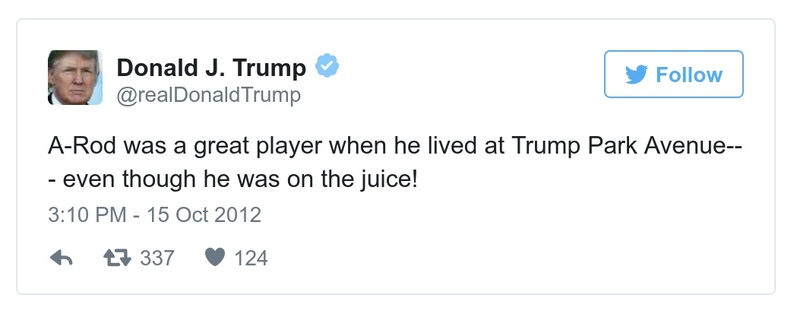 Donald J. Trump
@realDonaldTrump
Follow
A-Rod was a great player when he lived at Trump Park Avenue--
- even though he was on the juice!
3:10 PM - 15 Oct 2012
337 124